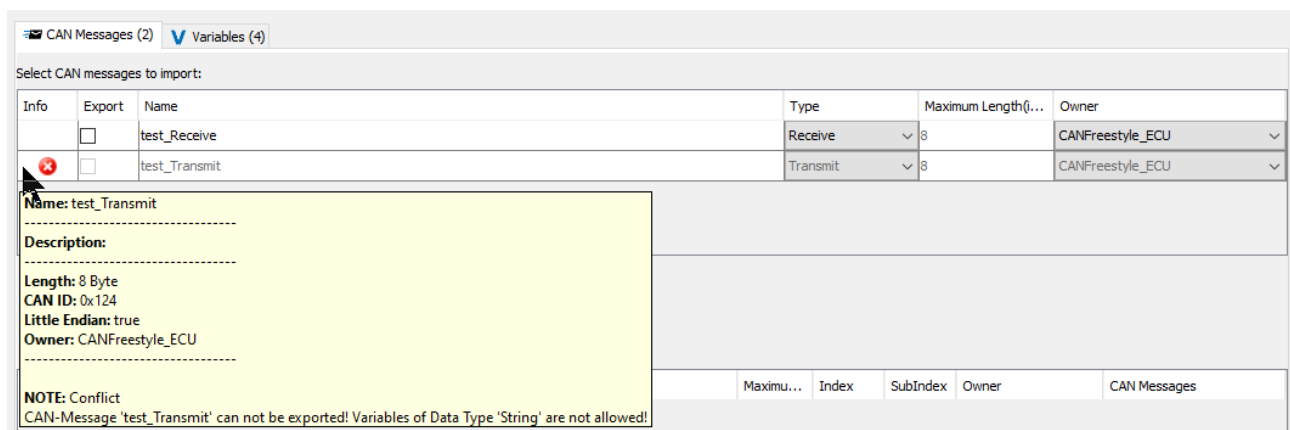 CAN Messages (2) Variables (4)
Select CAN messages to import:
Info Export Name Type Maximum Length(i... Owner
test_Receive Receive 8 CANFreestyle_ECU
test_Transmit Transmit 8 CANFreestyle_ECU
Name: test_Transmit
-----------------------------------
Description:
-----------------------------------
Length: 8 Byte
CAN ID: 0x124
Little Endian: true
Owner: CANFreestyle_ECU
-----------------------------------
Maximu... Index SubIndex Owner CAN Messages
NOTE: Conflict
CAN-Message 'test_Transmit' can not be exported! Variables of Data Type 'String' are not allowed!